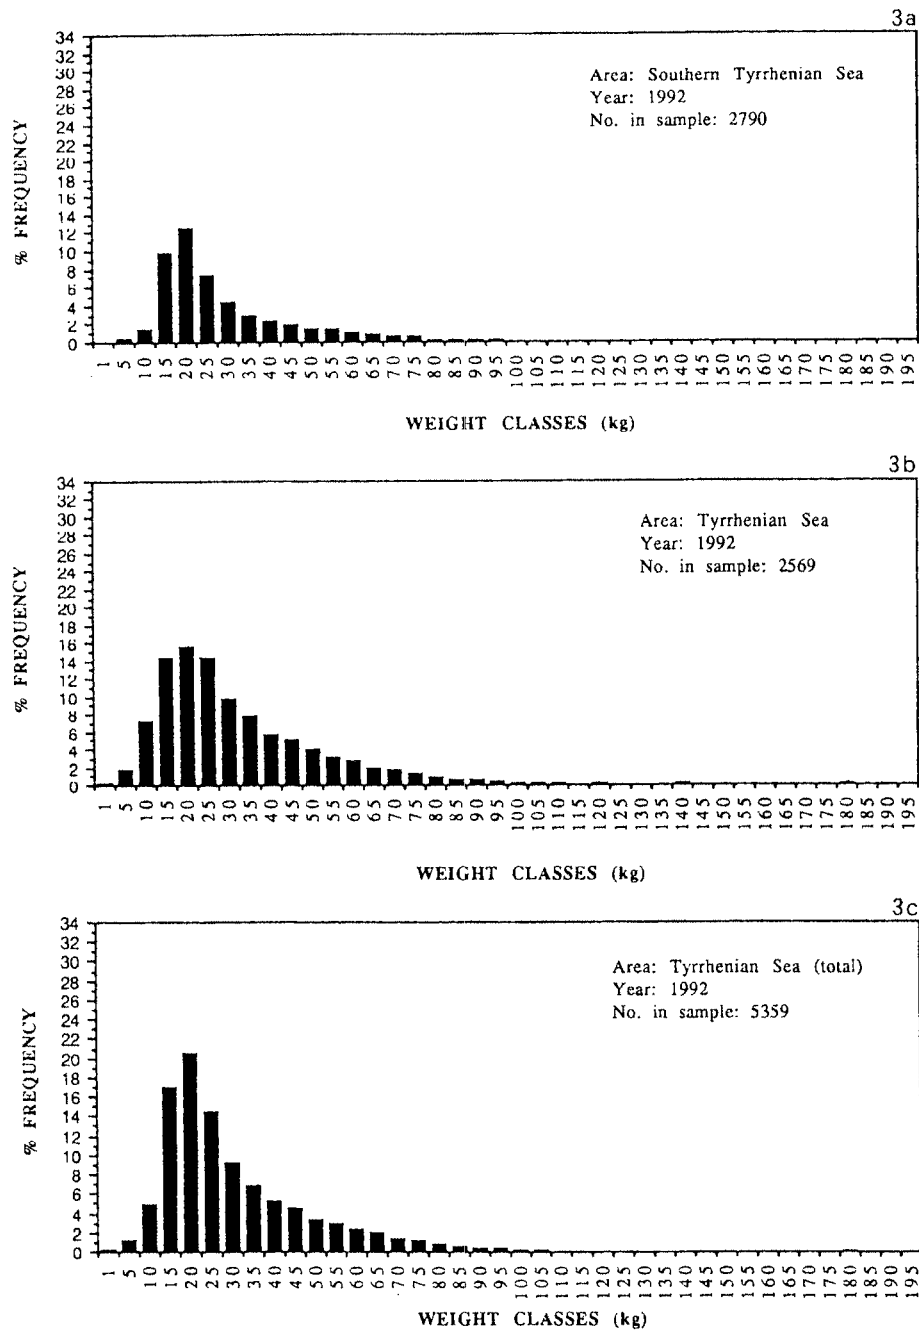 3a
34
32
30
28
26
24
22
20
18
16
14
12
10
8
6
4
2
0
% FREQUENCY
Area: Southern Tyrrhenian Sea
Year: 1992
No. in sample: 2790
1 5 10 15 20 25 30 35 40 45 50 55 60 65 70 75 80 85 90 95 100 105 110 115 120 125 130 135 140 145 150 155 160 165 170 175 180 185 190 195
WEIGHT CLASSES (kg)
3b
34
32
30
28
26
24
22
20
18
16
14
12
10
8
6
4
2
0
% FREQUENCY
Area: Tyrrhenian Sea
Year: 1992
No. in sample: 2569
1 5 10 15 20 25 30 35 40 45 50 55 60 65 70 75 80 85 90 95 100 105 110 115 120 125 130 135 140 145 150 155 160 165 170 175 180 185 190 195
WEIGHT CLASSES (kg)
3c
34
32
30
28
26
24
22
20
18
16
14
12
10
8
6
4
2
0
% FREQUENCY
Area: Tyrrhenian Sea (total)
Year: 1992
No. in sample: 5359
1 5 10 15 20 25 30 35 40 45 50 55 60 65 70 75 80 85 90 95 100 105 110 115 120 125 130 135 140 145 150 155 160 165 170 175 180 185 190 195
WEIGHT CLASSES (kg)